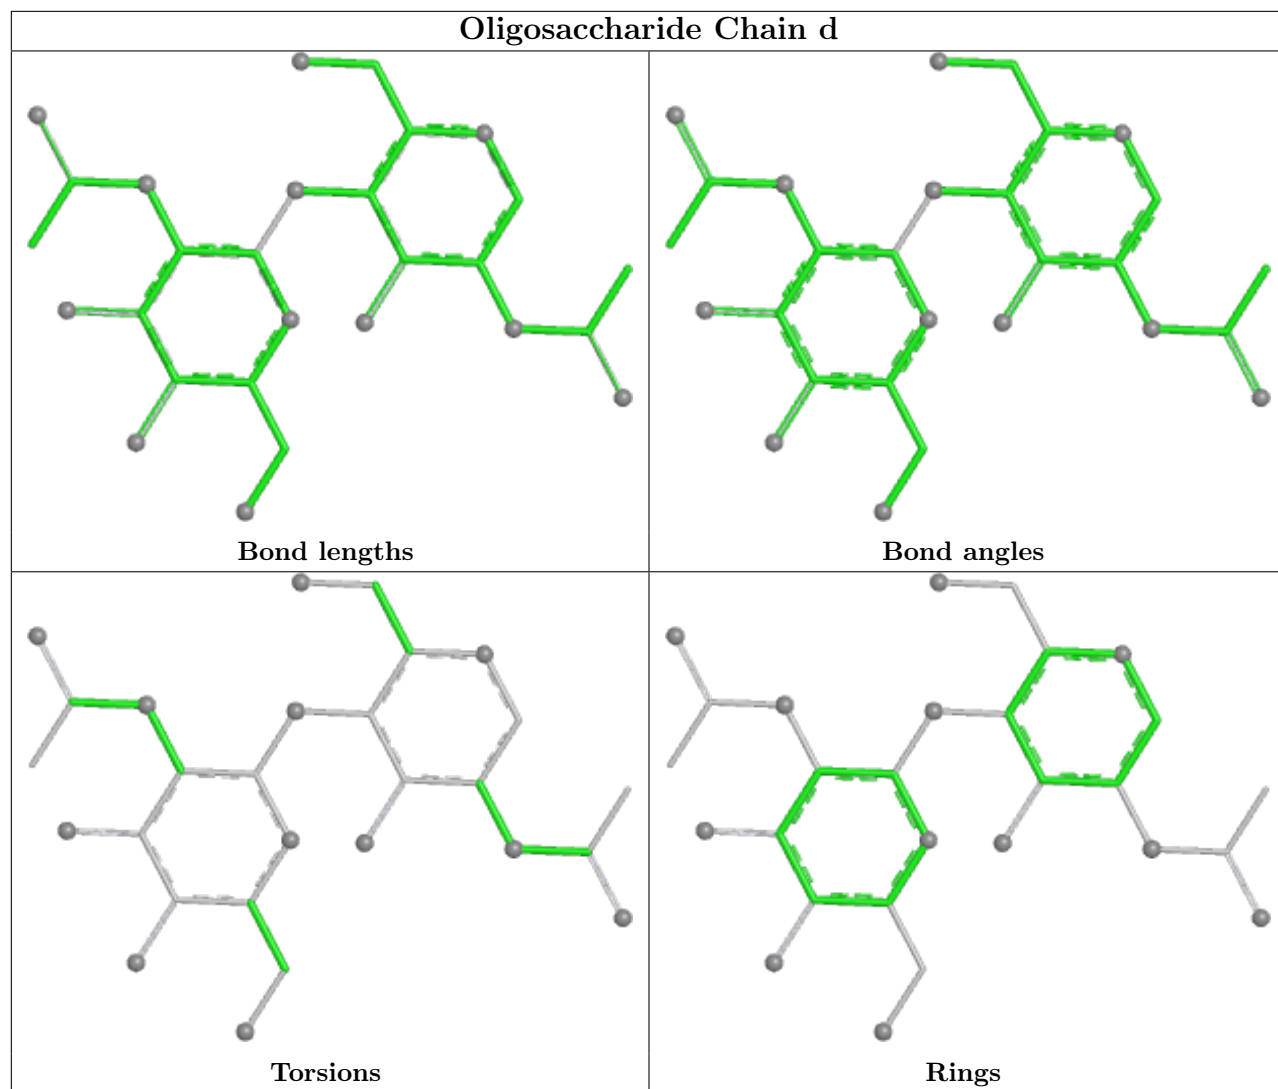 Oligosaccharide Chain d
Bond lengths
Bond angles
Torsions
Rings